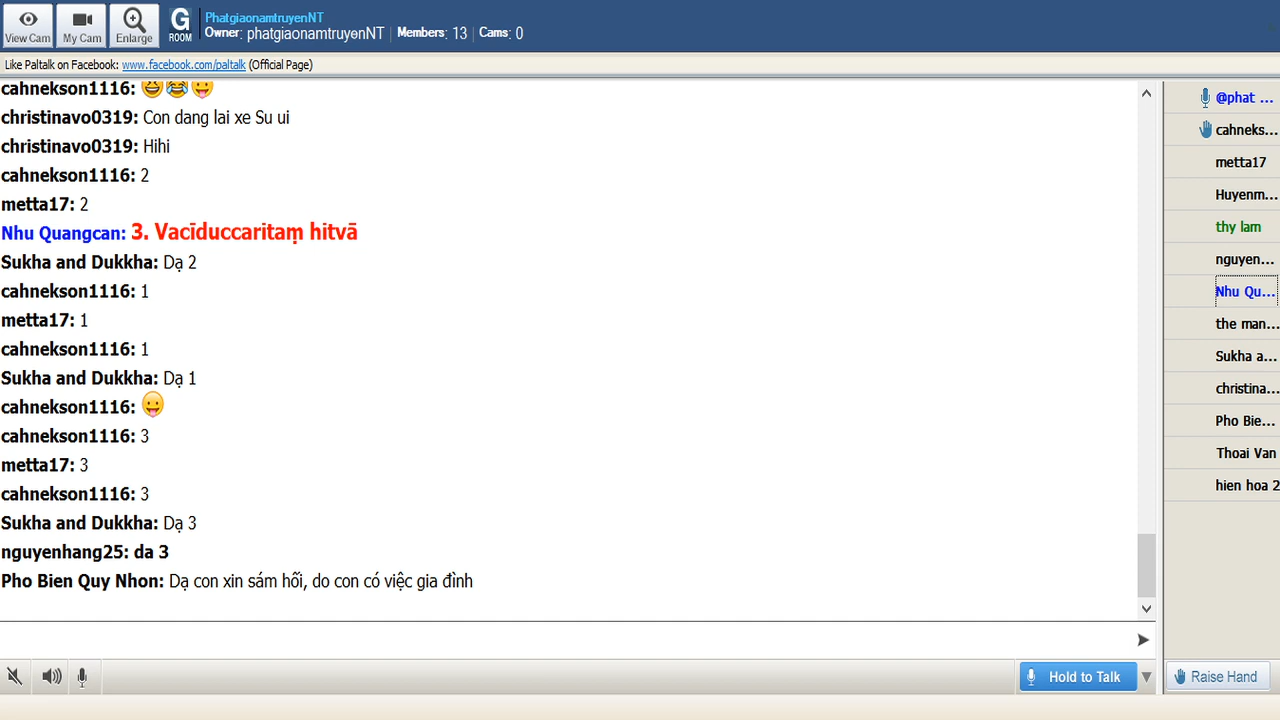 View Cam
My Cam
Enlarge
G
ROOM
PhatgiaonamtruyenNT
Owner: phatgiaonamtruyenNT | Members: 13 | Cams: 0
Like Paltalk on Facebook: www.facebook.com/paltalk (Official Page)
cahnekson1116: 😆😂😛
christinavo0319: Con dang lai xe Su ui
christinavo0319: Hihi
cahnekson1116: 2
metta17: 2
Nhu Quangcan: 3. Vacīduccaritaṃ hitvā
Sukha and Dukkha: Dạ 2
cahnekson1116: 1
metta17: 1
cahnekson1116: 1
Sukha and Dukkha: Dạ 1
cahnekson1116: 😛
cahnekson1116: 3
metta17: 3
cahnekson1116: 3
Sukha and Dukkha: Dạ 3
nguyenhang25: da 3
Pho Bien Quy Nhon: Dạ con xin sám hối, do con có việc gia đình
@phat ...
cahneks...
metta17
Huyenm...
thy lam
nguyen...
Nhu Qu...
the man...
Sukha a...
christina...
Pho Bie...
Thoai Van
hien hoa 2
Hold to Talk
Raise Hand